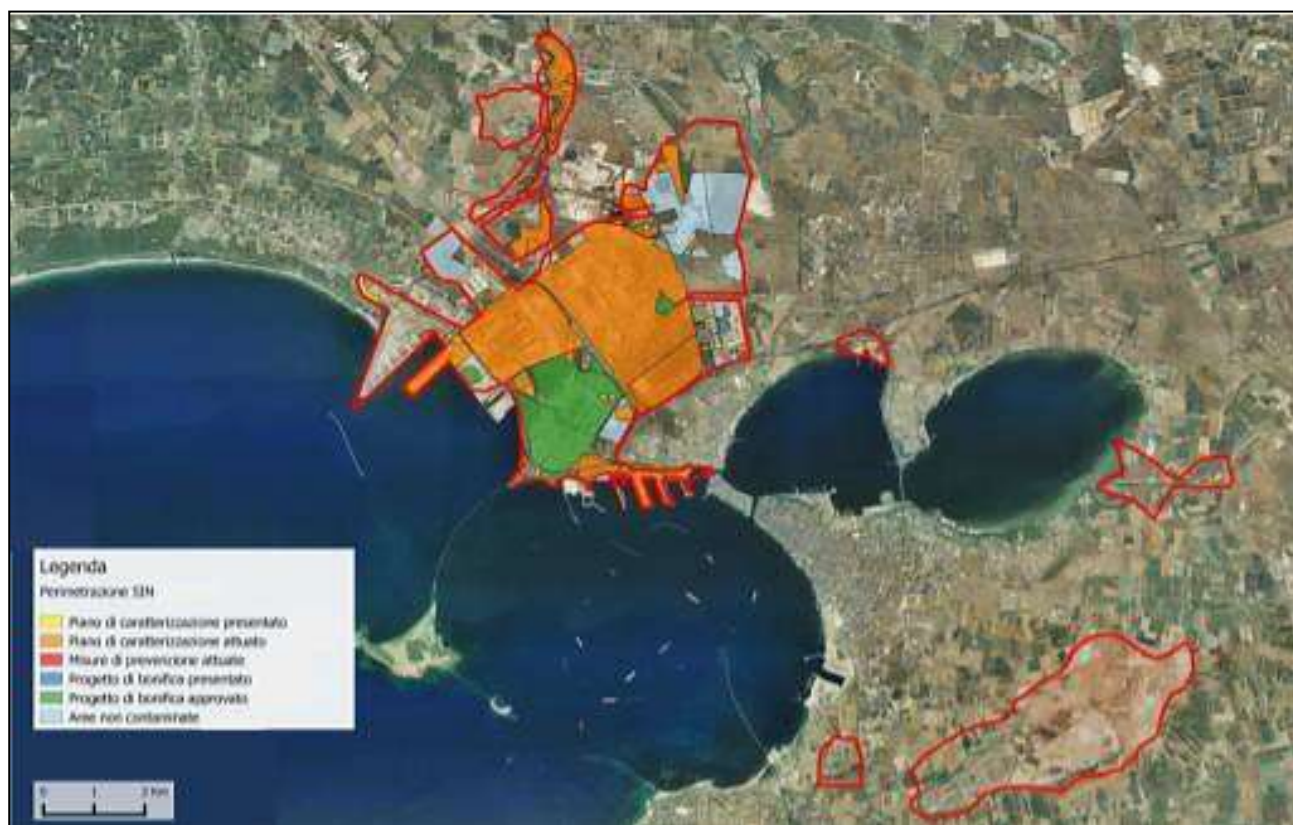 Legenda
Perimetrazione SIN
Piano di caratterizzazione presentato
Piano di caratterizzazione attuato
Misure di prevenzione attuate
Progetto di bonifica presentato
Progetto di bonifica approvato
Aree non contaminate
0 1 2 Km